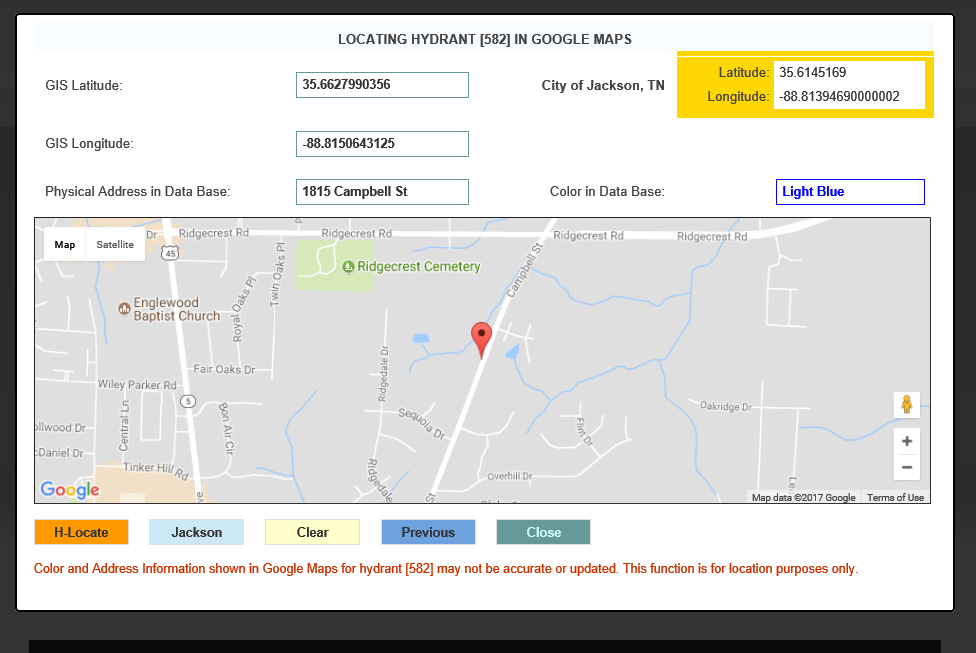 LOCATING HYDRANT [582] IN GOOGLE MAPS
GIS Latitude:
35.6627990356
City of Jackson, TN
Latitude:
35.6145169
Longitude:
-88.81394690000002
GIS Longitude:
-88.8150643125
Physical Address in Data Base:
1815 Campbell St
Color in Data Base:
Light Blue
Map
Satellite
Dr
Ridgecrest Rd
Ridgecrest Rd
Ridgecrest Rd
Ridgecrest Rd
45
Twin Oaks Pl
Ridgecrest Cemetery
Campbell St
Royal Oaks Pl
Englewood
Baptist Church
Fair Oaks Dr
Ridgedale Dr
Wiley Parker Rd
5
Central Ln
Bon Air Cir
Sequoia Dr
Flint Dr
Oakridge Dr
ollwood Dr
cDaniel Dr
Tinker Hill Rd
Ridgedale
Overhill Dr
Le
St
ve
Google
Map data ©2017 Google
Terms of Use
H-Locate
Jackson
Clear
Previous
Close
Color and Address Information shown in Google Maps for hydrant [582] may not be accurate or updated. This function is for location purposes only.